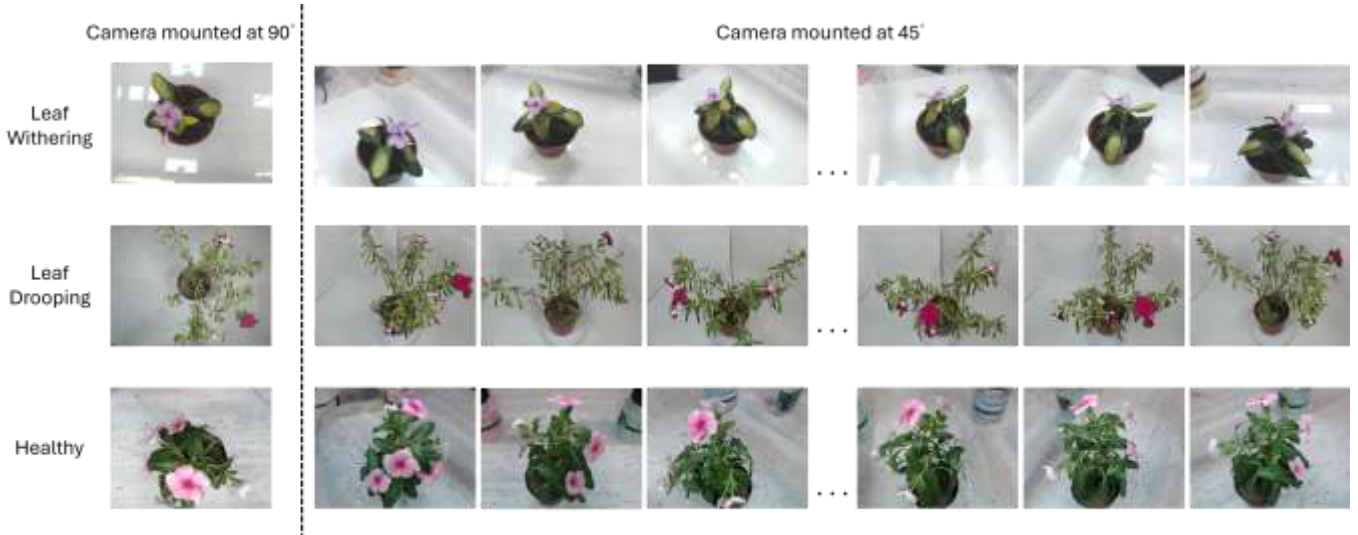 Camera mounted at 90°
Camera mounted at 45°
Leaf
Withering
. . .
Leaf
Drooping
. . .
Healthy
. . .